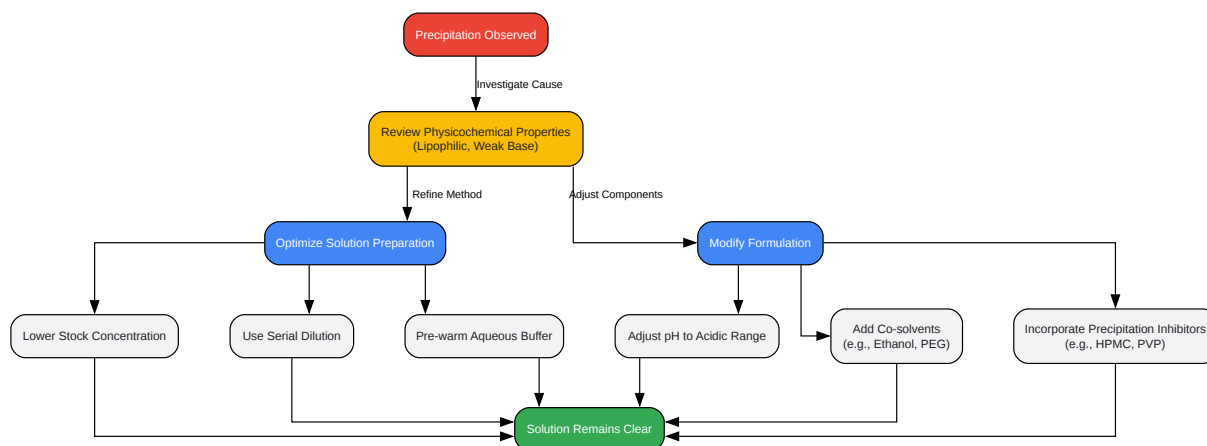 Precipitation Observed
Investigate Cause
Review Physicochemical Properties
(Lipophilic, Weak Base)
Refine Method
Adjust Components
Optimize Solution Preparation
Modify Formulation
Lower Stock Concentration
Use Serial Dilution
Pre-warm Aqueous Buffer
Adjust pH to Acidic Range
Add Co-solvents
(e.g., Ethanol, PEG)
Incorporate Precipitation Inhibitors
(e.g., HPMC, PVP)
Solution Remains Clear